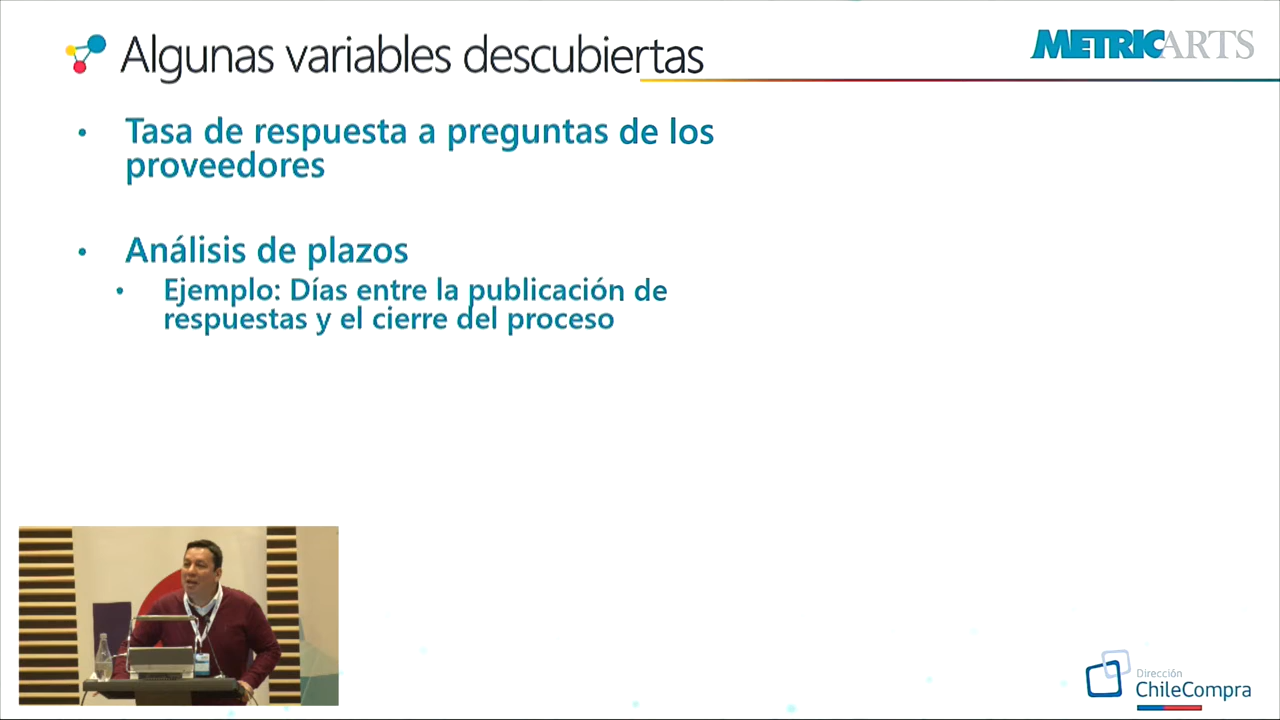 Algunas variables descubiertas
METRICARTS
• Tasa de respuesta a preguntas de los
proveedores
• Análisis de plazos
• Ejemplo: Días entre la publicación de
respuestas y el cierre del proceso
Dirección
ChileCompra